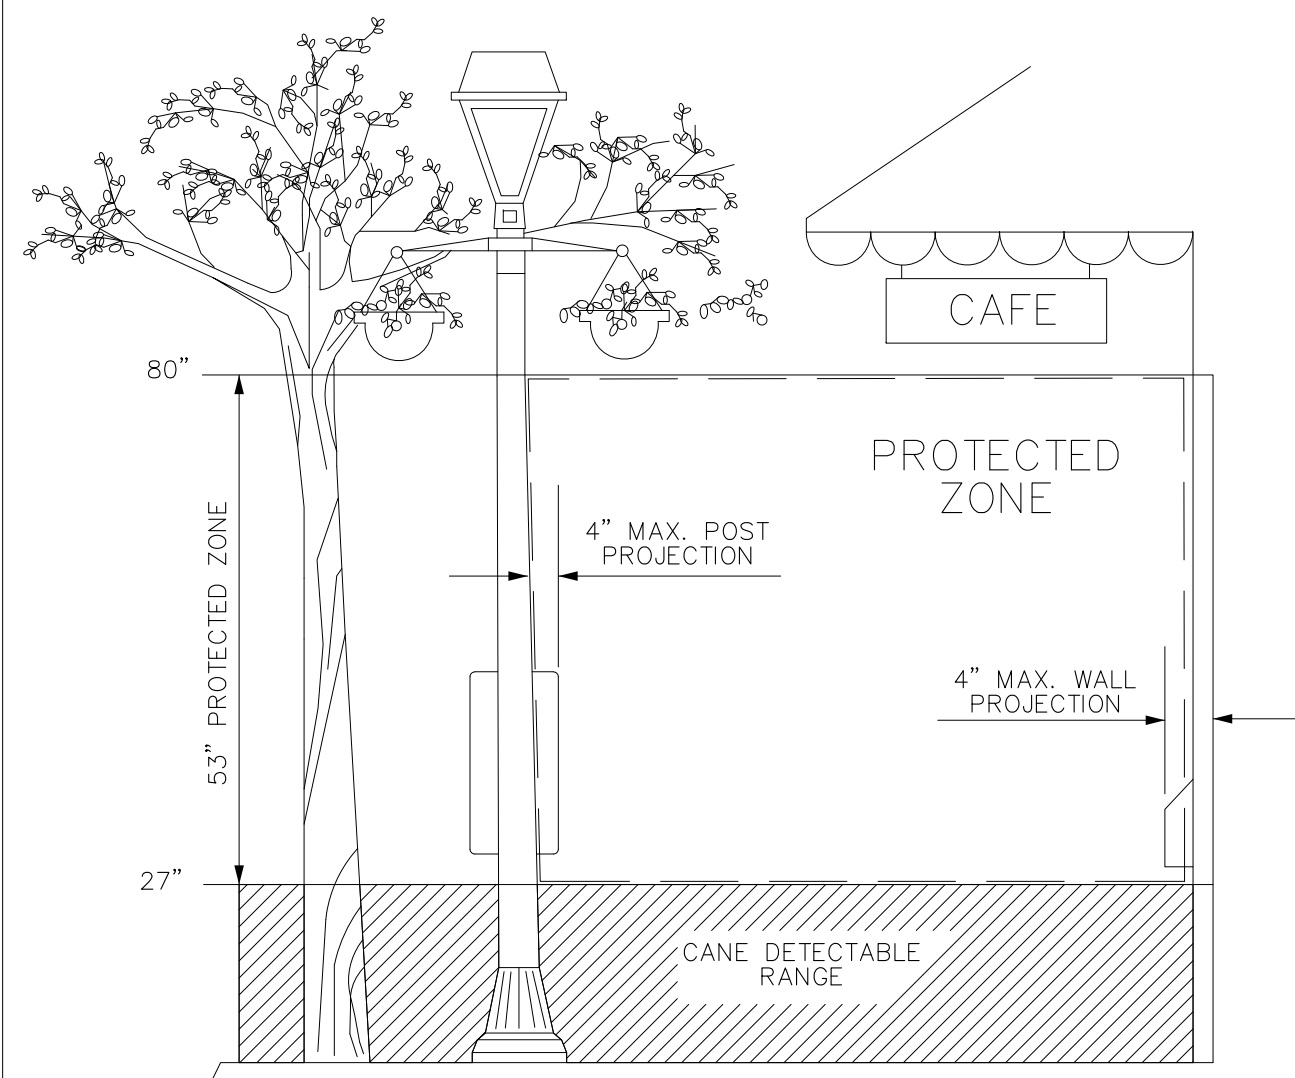 CAFE
80”
PROTECTED
ZONE
4” MAX. POST
PROJECTION
53” PROTECTED ZONE
4” MAX. WALL
PROJECTION
27”
CANE DETECTABLE
RANGE